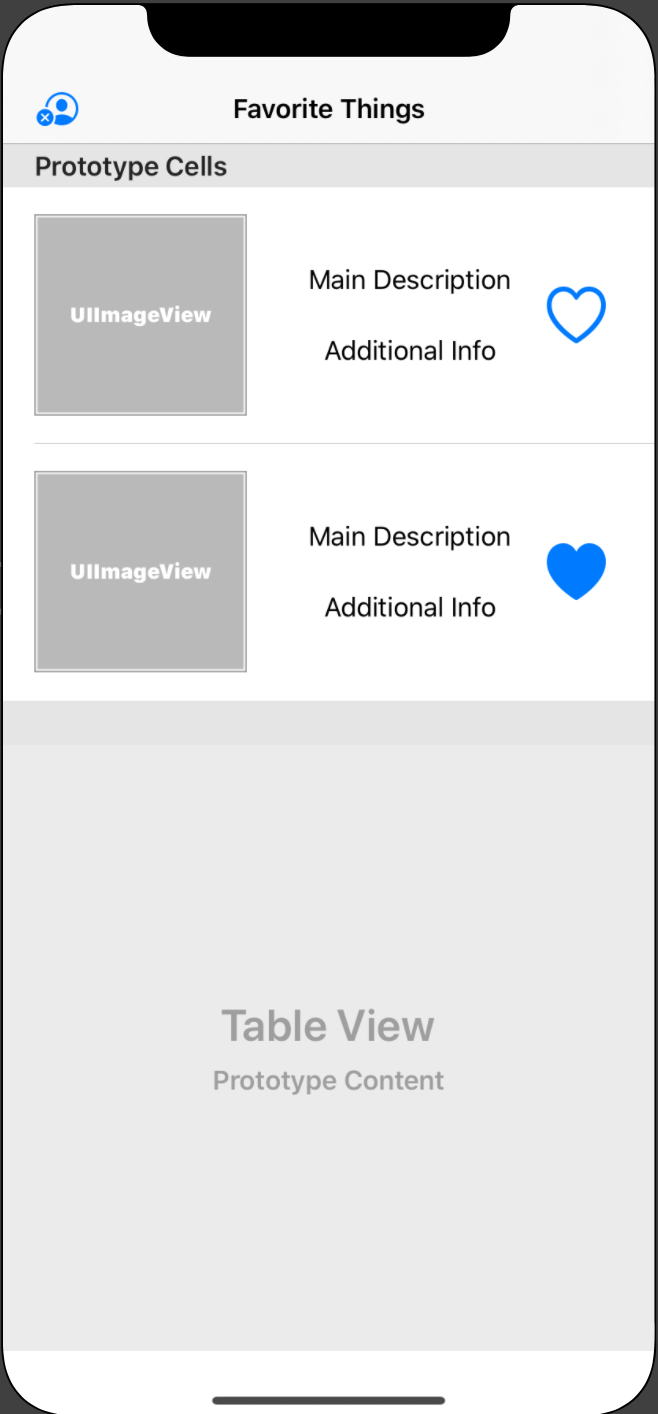 Favorite Things
Prototype Cells
UIImageView
Main Description
Additional Info
UIImageView
Main Description
Additional Info
Table View
Prototype Content